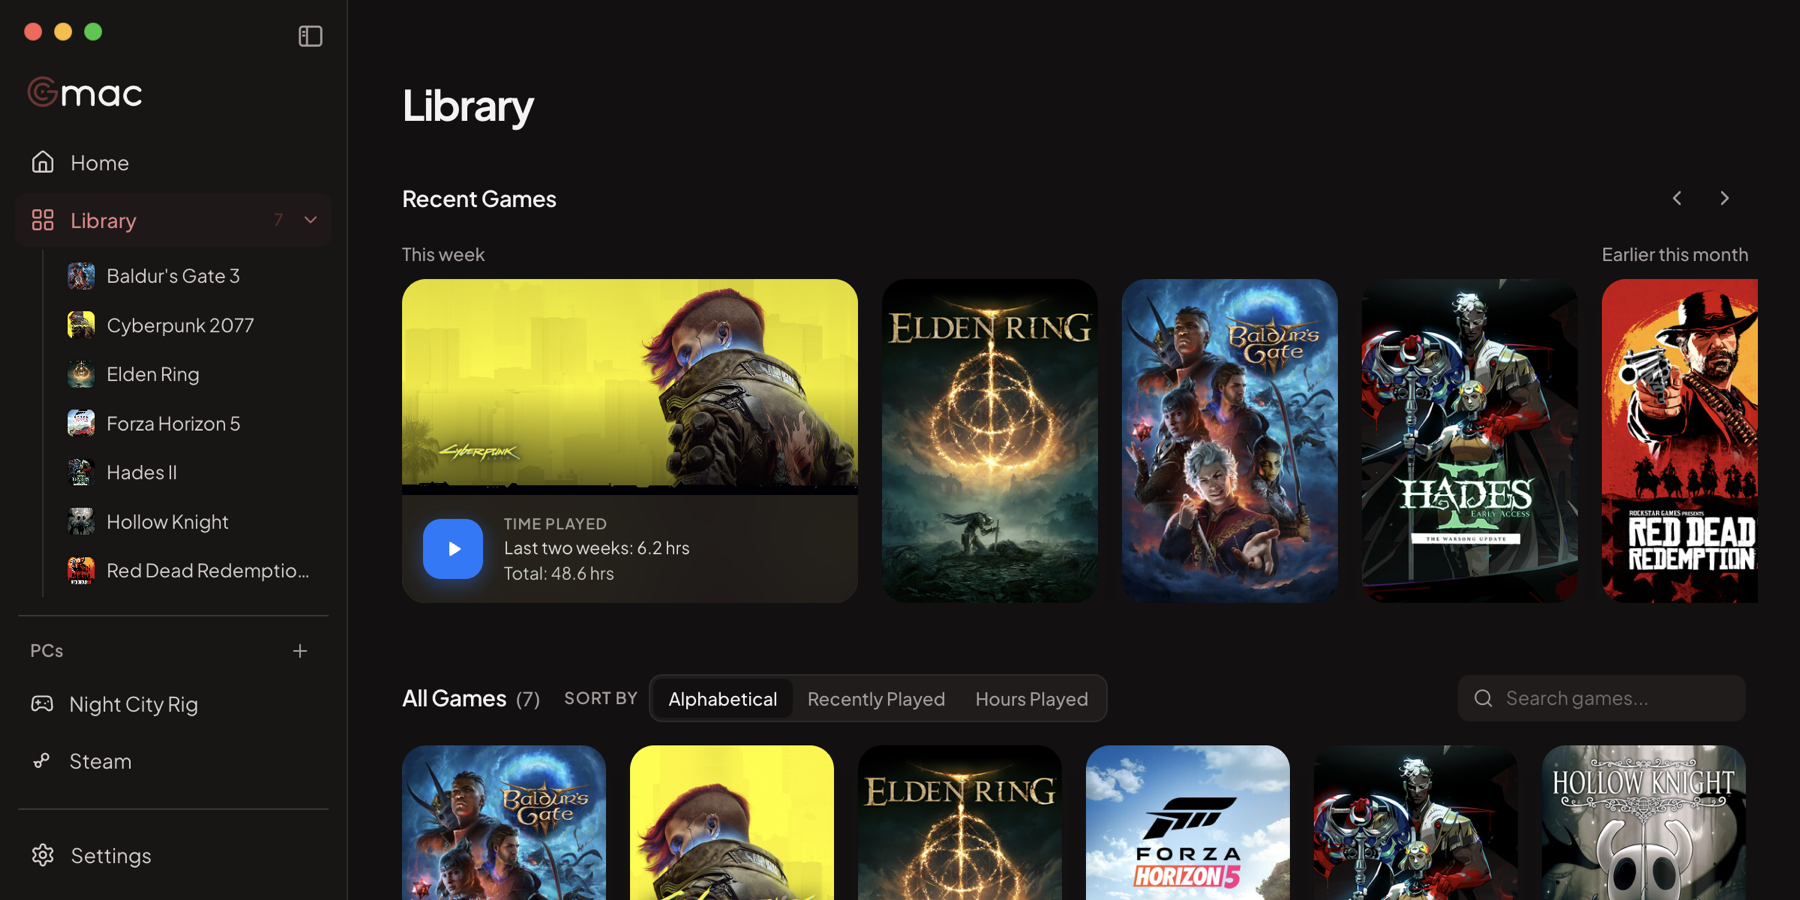 Gmac
Home
Library 7
Baldur's Gate 3
Cyberpunk 2077
Elden Ring
Forza Horizon 5
Hades II
Hollow Knight
Red Dead Redemptio...
PCs
Night City Rig
Steam
Settings
Library
Recent Games
This week
Earlier this month
Cyberpunk
TIME PLAYED
Last two weeks: 6.2 hrs
Total: 48.6 hrs
ELDEN RING
Baldur's
Gate
HADES
II
EARLY ACCESS
THE WARSONG UPDATE
ROCKSTAR GAMES PRESENTS
RED DEAD
REDEMPTION
All Games (7) SORT BY Alphabetical Recently Played Hours Played
Search games...
Baldur's
Gate
ELDEN RING
FORZA
HORIZON 5
HOLLOW KNIGHT